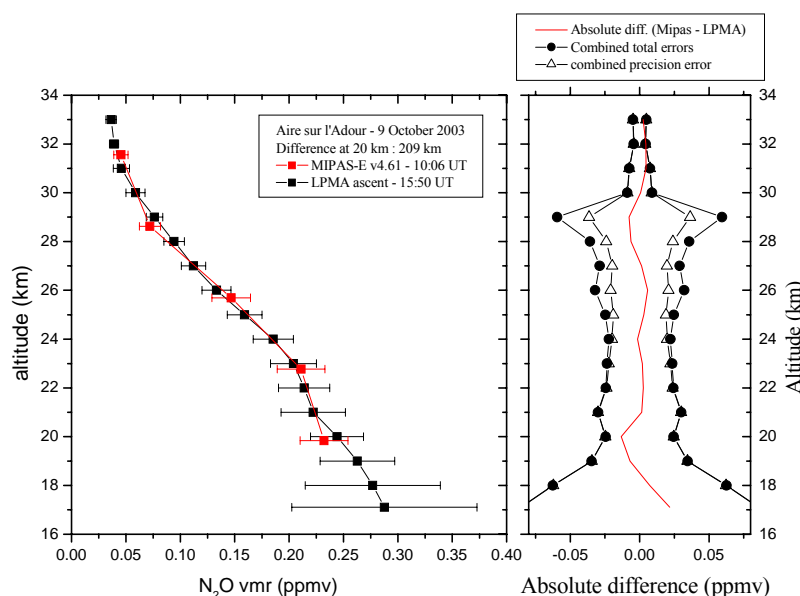 Absolute diff. (Mipas - LPMA)
Combined total errors
combined precision error
34
32
30
28
26
24
22
20
18
16
altitude (km)
Aire sur l'Adour - 9 October 2003
Difference at 20 km : 209 km
MIPAS-E v4.61 - 10:06 UT
LPMA ascent - 15:50 UT
0.00 0.05 0.10 0.15 0.20 0.25 0.30 0.35 0.40
N₂O vmr (ppmv)
34
32
30
28
26
24
22
20
18
16
Altitude (km)
-0.05 0.00 0.05
Absolute difference (ppmv)